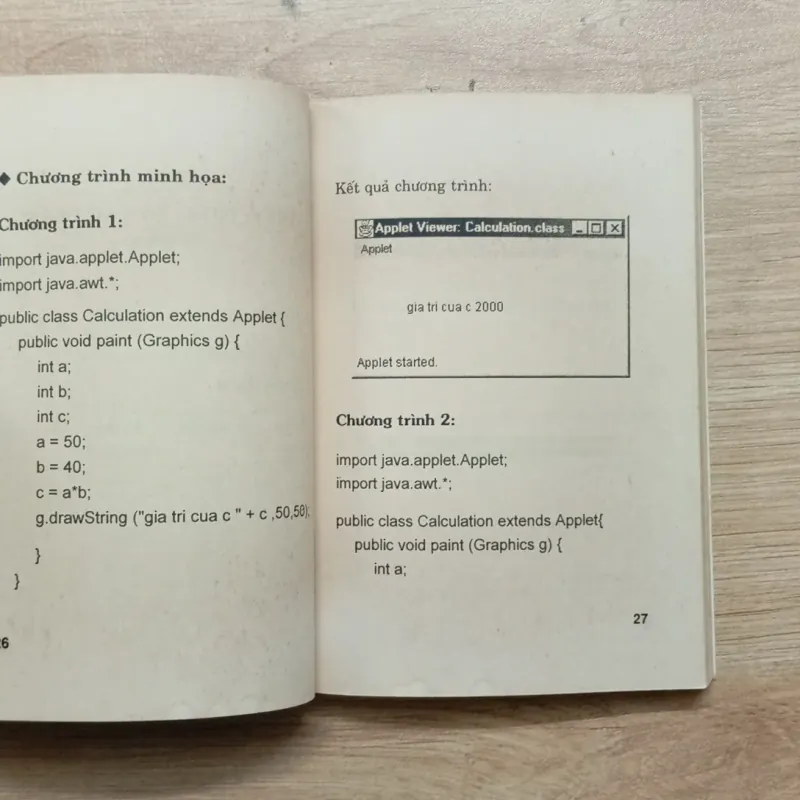 ◆ Chương trình minh họa:
Chương trình 1:
import java.applet.Applet;
import java.awt.*;
public class Calculation extends Applet {
public void paint (Graphics g) {
int a;
int b;
int c;
a = 50;
b = 40;
c = a*b;
g.drawString ("gia tri cua c " + c ,50,50);
}
}
26
Kết quả chương trình:
Applet Viewer: Calculation.class
Applet
gia tri cua c 2000
Applet started.
Chương trình 2:
import java.applet.Applet;
import java.awt.*;
public class Calculation extends Applet{
public void paint (Graphics g) {
int a;
27